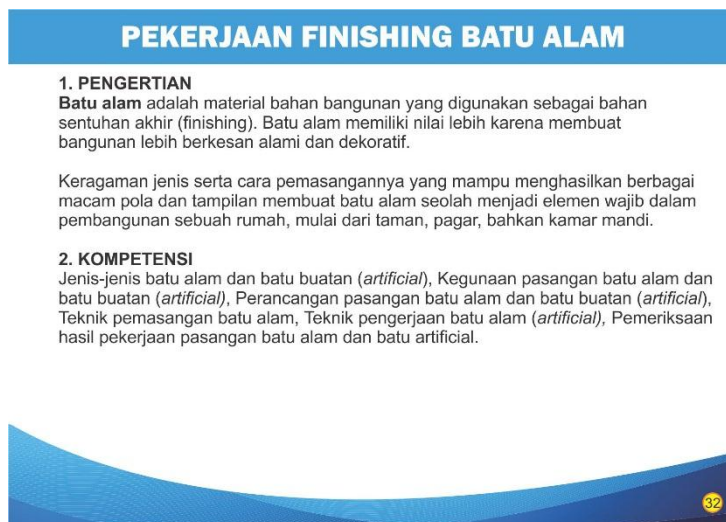 PEKERJAAN FINISHING BATU ALAM
1. PENGERTIAN
Batu alam adalah material bahan bangunan yang digunakan sebagai bahan
sentuhan akhir (finishing). Batu alam memiliki nilai lebih karena membuat
bangunan lebih berkesan alami dan dekoratif.
Keragaman jenis serta cara pemasangannya yang mampu menghasilkan berbagai
macam pola dan tampilan membuat batu alam seolah menjadi elemen wajib dalam
pembangunan sebuah rumah, mulai dari taman, pagar, bahkan kamar mandi.
2. KOMPETENSI
Jenis-jenis batu alam dan batu buatan (artificial), Kegunaan pasangan batu alam dan
batu buatan (artificial), Perancangan pasangan batu alam dan batu buatan (artificial),
Teknik pemasangan batu alam, Teknik pengerjaan batu alam (artificial), Pemeriksaan
hasil pekerjaan pasangan batu alam dan batu artificial.
32